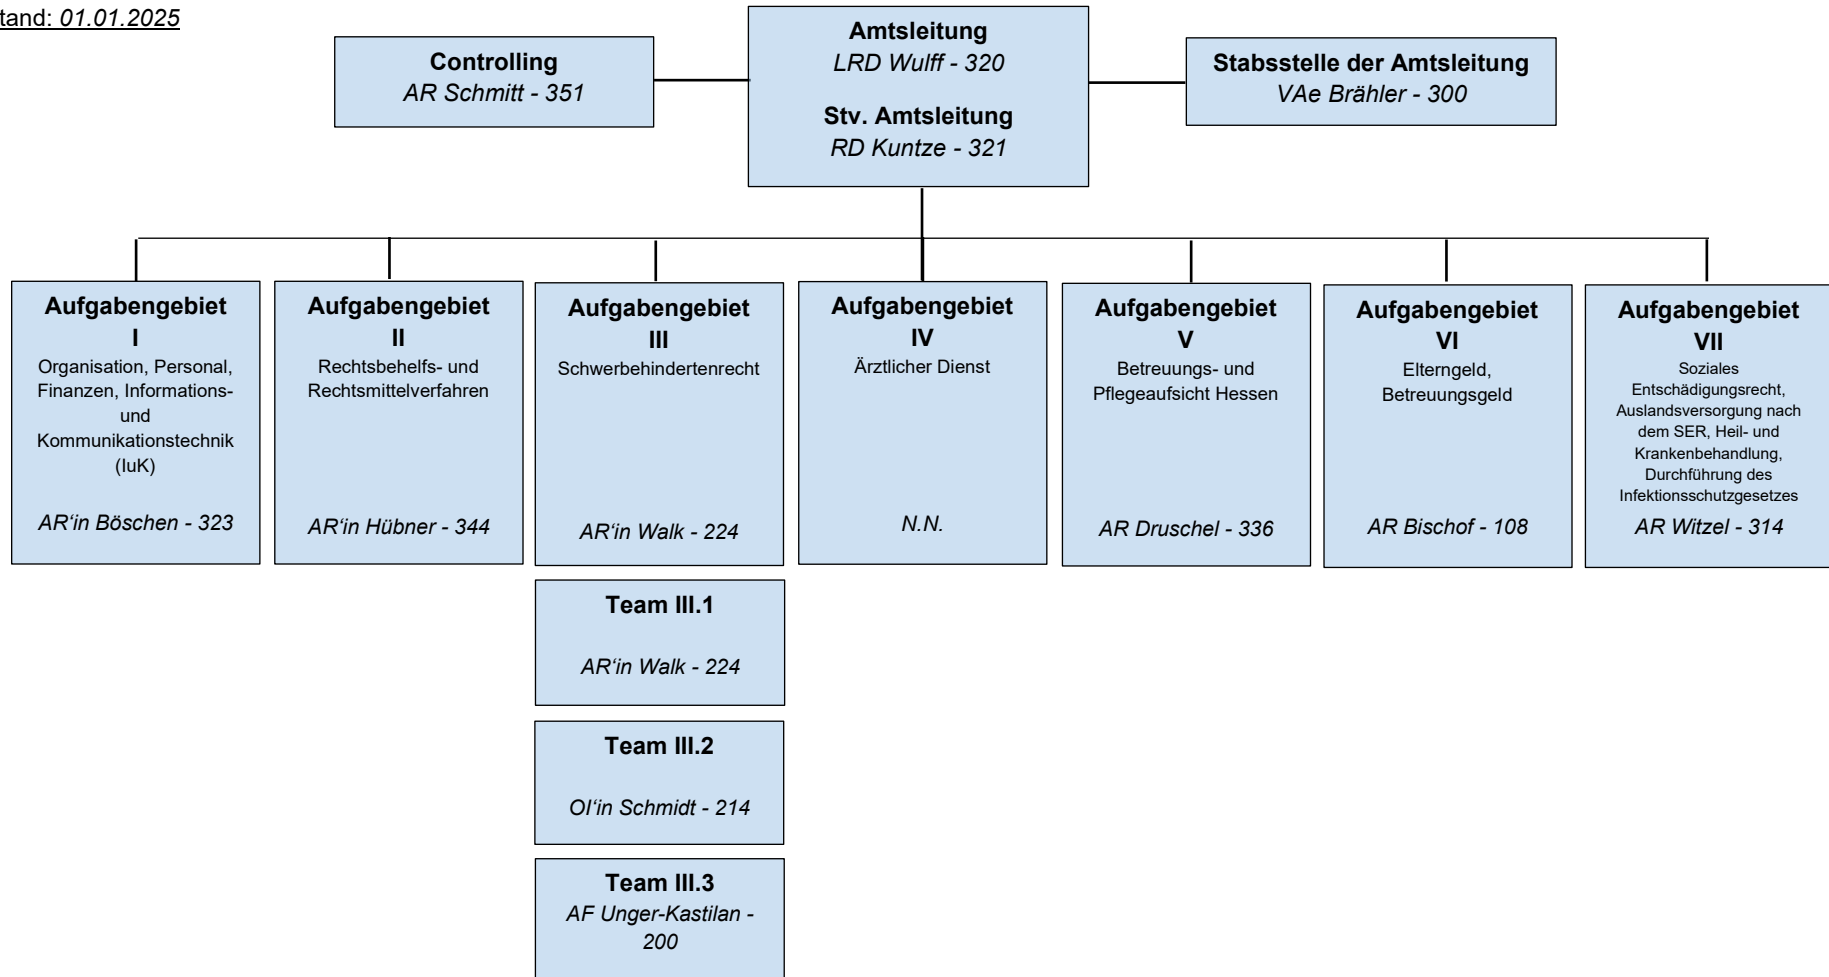 tand: 01.01.2025
Controlling
AR Schmitt - 351
Amtsleitung
LRD Wulff - 320
Stv. Amtsleitung
RD Kuntze - 321
Stabsstelle der Amtsleitung
VAe Brähler - 300
Aufgabengebiet
I
Organisation, Personal,
Finanzen, Informations-
und
Kommunikationstechnik
(IuK)
AR‘in Böschen - 323
Aufgabengebiet
II
Rechtsbehelfs- und
Rechtsmittelverfahren
AR‘in Hübner - 344
Aufgabengebiet
III
Schwerbehindertenrecht
AR‘in Walk - 224
Aufgabengebiet
IV
Ärztlicher Dienst
N.N.
Aufgabengebiet
V
Betreuungs- und
Pflegeaufsicht Hessen
AR Druschel - 336
Aufgabengebiet
VI
Elterngeld,
Betreuungsgeld
AR Bischof - 108
Aufgabengebiet
VII
Soziales
Entschädigungsrecht,
Auslandsversorgung nach
dem SER, Heil- und
Krankenbehandlung,
Durchführung des
Infektionsschutzgesetzes
AR Witzel - 314
Team III.1
AR‘in Walk - 224
Team III.2
OI‘in Schmidt - 214
Team III.3
AF Unger-Kastilan -
200